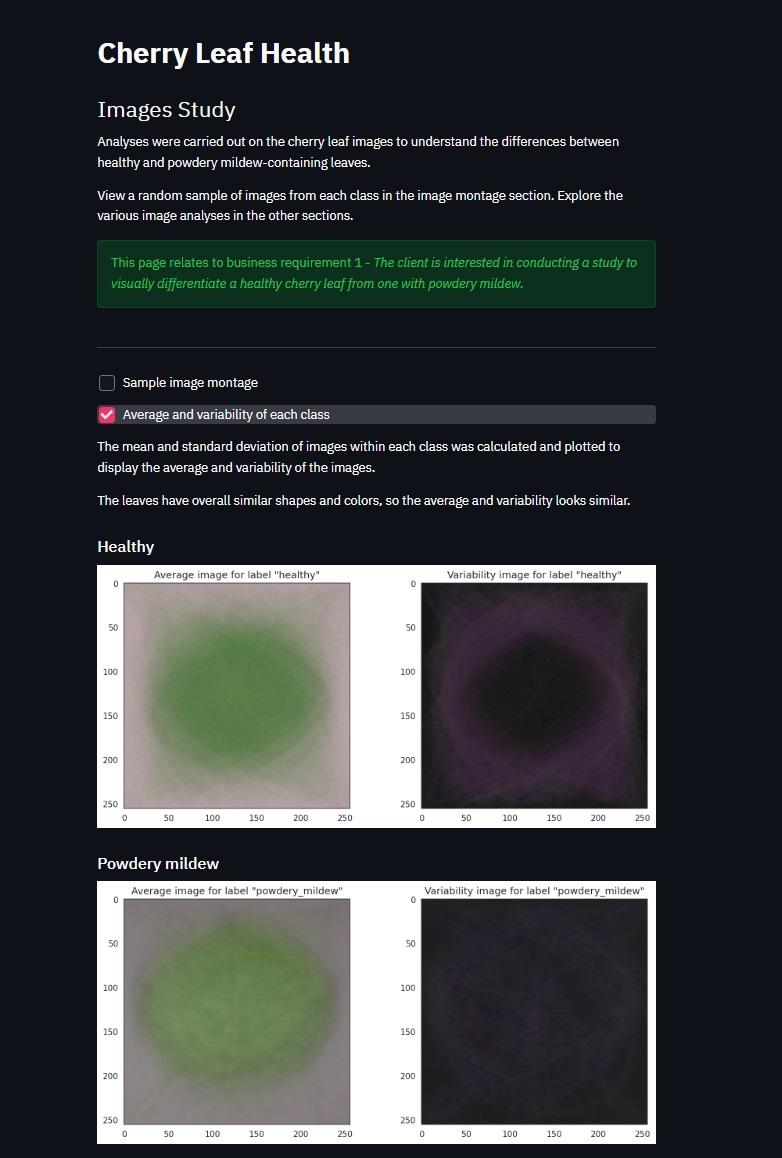 Cherry Leaf Health
Images Study
Analyses were carried out on the cherry leaf images to understand the differences between
healthy and powdery mildew-containing leaves.
View a random sample of images from each class in the image montage section. Explore the
various image analyses in the other sections.
This page relates to business requirement 1 - The client is interested in conducting a study to
visually differentiate a healthy cherry leaf from one with powdery mildew.
Sample image montage
Average and variability of each class
The mean and standard deviation of images within each class was calculated and plotted to
display the average and variability of the images.
The leaves have overall similar shapes and colors, so the average and variability looks similar.
Healthy
Average image for label "healthy"
0
50
100
150
200
250
0 50 100 150 200 250
Variability image for label "healthy"
0
50
100
150
200
250
0 50 100 150 200 250
Powdery mildew
Average image for label "powdery_mildew"
0
50
100
150
200
250
0 50 100 150 200 250
Variability image for label "powdery_mildew"
0
50
100
150
200
250
0 50 100 150 200 250